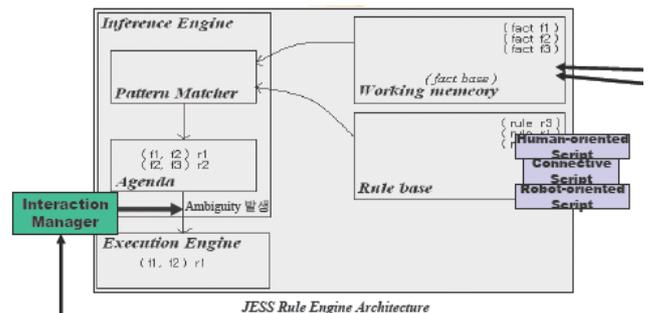 Inference Engine
Pattern Matcher
(f1, f2) r1
(f2, f3) r2
Agenda
Interaction
Manager
Ambiguity 발생
Execution Engine
(f1, f2) r1
(fact f1)
(fact f2)
(fact f3)
(fact base)
Working memeory
(rule r3)
Rule base
Human-oriented
Script
Connective
Script
Robot-oriented
Script
JESS Rule Engine Architecture